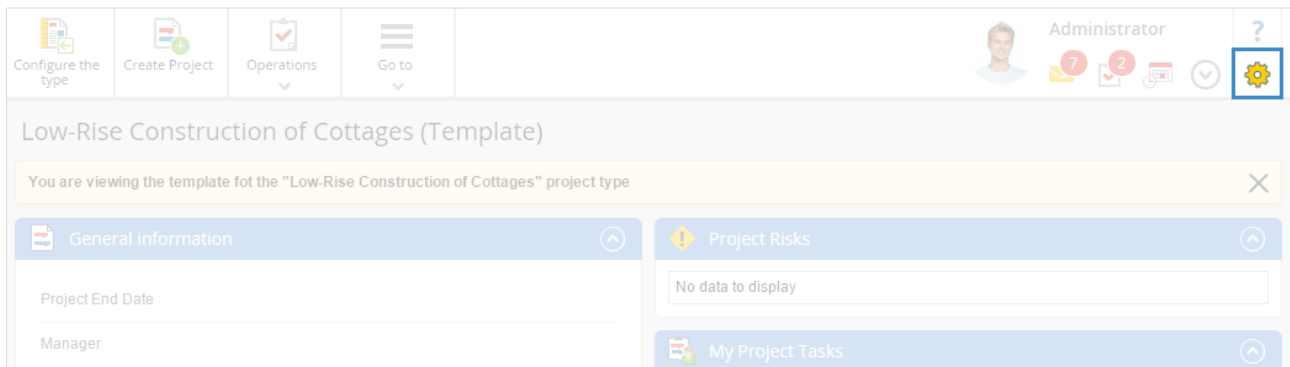 Configure the
type
Create Project
Operations
Go to
Administrator
?
7
2
Low-Rise Construction of Cottages (Template)
You are viewing the template fot the "Low-Rise Construction of Cottages" project type
General information
Project Risks
No data to display
Project End Date
Manager
My Project Tasks